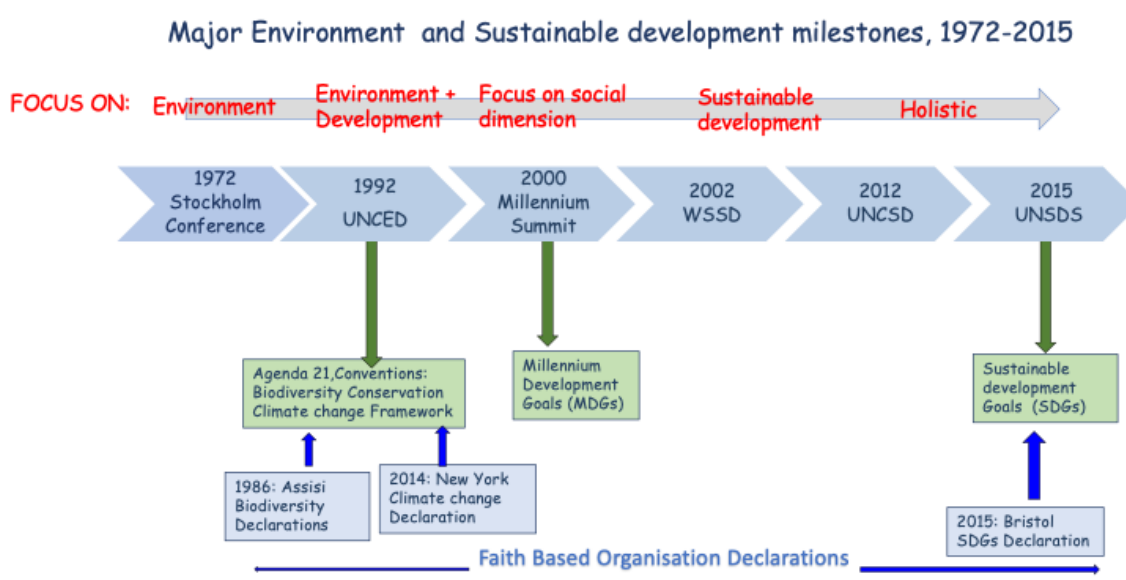 Major Environment and Sustainable development milestones, 1972-2015
FOCUS ON:
Environment
Environment +
Development
Focus on social
dimension
Sustainable
development
Holistic
1972
Stockholm
Conference
1992
UNCED
2000
Millennium
Summit
2002
WSSD
2012
UNCSD
2015
UNSDS
Agenda 21,Conventions:
Biodiversity Conservation
Climate change Framework
Millennium
Development
Goals (MDGs)
Sustainable
development
Goals (SDGs)
1986: Assisi
Biodiversity
Declarations
2014: New York
Climate change
Declaration
2015: Bristol
SDGs Declaration
Faith Based Organisation Declarations